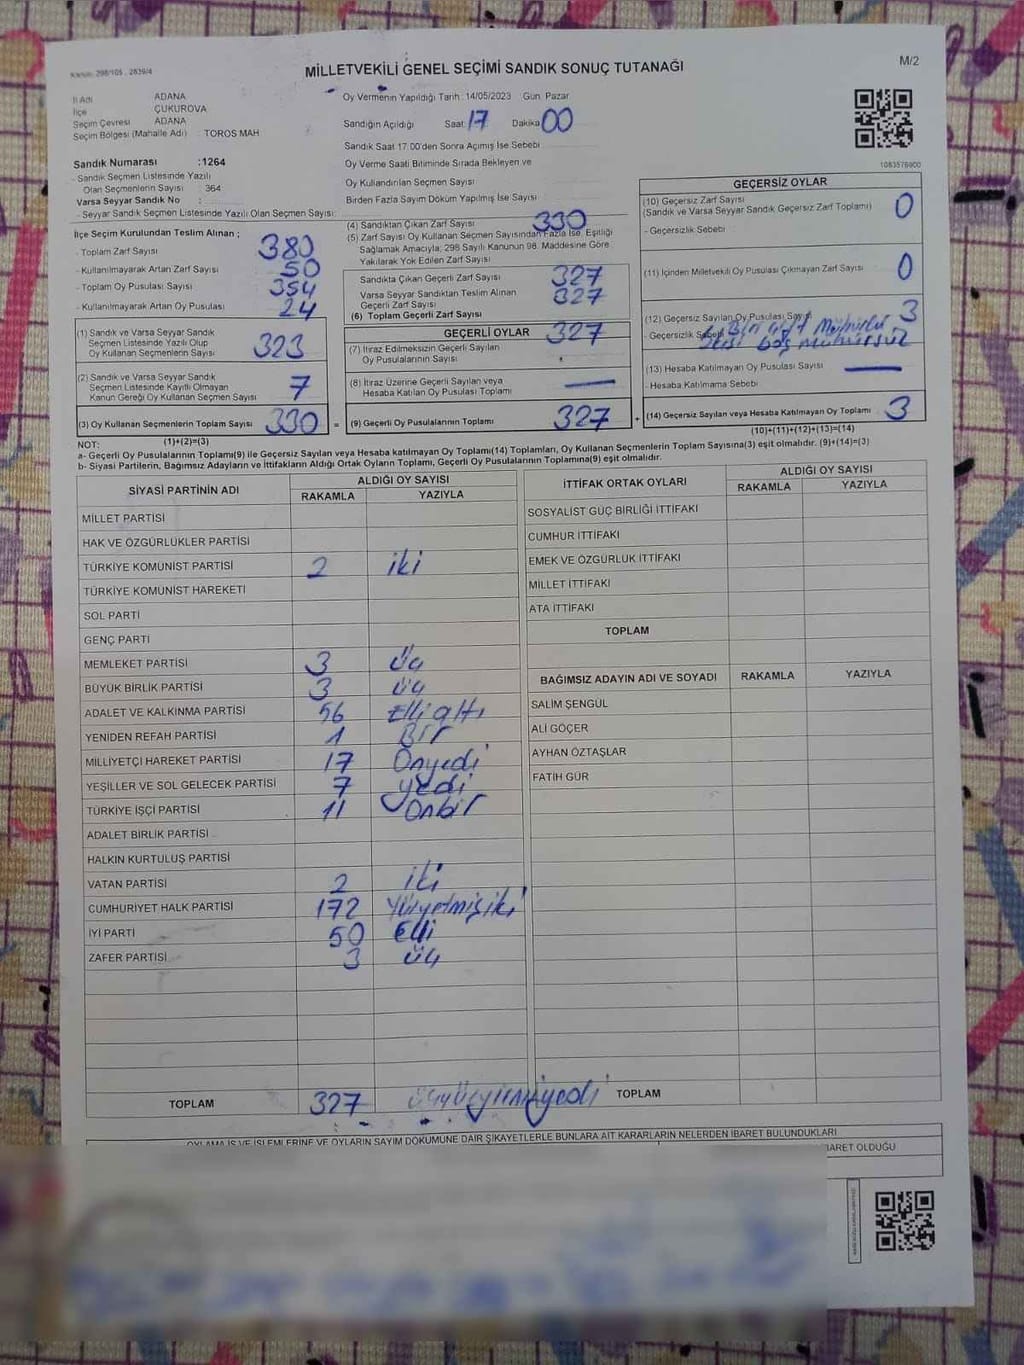 Kanun: 298/105, 2839/4
MİLLETVEKİLİ GENEL SEÇİMİ SANDIK SONUÇ TUTANAĞI
M/2
İl Adı ADANA
İlçe ÇUKUROVA
Seçim Çevresi ADANA
Seçim Bölgesi (Mahalle Adı) : TOROS MAH
Sandık Numarası :1264
- Sandık Seçmen Listesinde Yazılı
Olan Seçmenlerin Sayısı : 364
Varsa Seyyar Sandık No :
- Seyyar Sandık Seçmen Listesinde Yazılı Olan Seçmen Sayısı:
Oy Vermenin Yapıldığı Tarih :14/05/2023 Gün: Pazar
Sandığın Açıldığı Saat: 17 Dakika: 00
Sandık Saat 17:00'den Sonra Açımış İse Sebebi
Oy Verme Saati Bitiminde Sırada Bekleyen ve
Oy Kullandırılan Seçmen Sayısı
Birden Fazla Sayım Döküm Yapılmış İse Sayısı
1083576900
İlçe Seçim Kurulundan Teslim Alınan ;
- Toplam Zarf Sayısı 380
- Kullanılmayarak Artan Zarf Sayısı 50
- Toplam Oy Pusulası Sayısı 354
- Kullanılmayarak Artan Oy Pusulası 24
(1) Sandık ve Varsa Seyyar Sandık
Seçmen Listesinde Yazılı Olup
Oy Kullanan Seçmenlerin Sayısı 323
(2) Sandık ve Varsa Seyyar Sandık
Seçmen Listesinde Kayıtlı Olmayan
Kanun Gereği Oy Kullanan Seçmen Sayısı 7
(3) Oy Kullanan Seçmenlerin Toplam Sayısı 330
(1)+(2)=(3)
(4) Sandıktan Çıkan Zarf Sayısı 330
(5) Zarf Sayısı Oy Kullanan Seçmen Sayısından Fazla İse, Eşitliği
Sağlamak Amacıyla; 298 Sayılı Kanunun 98. Maddesine Göre
Yakılarak Yok Edilen Zarf Sayısı
Sandıkta Çıkan Geçerli Zarf Sayısı 327
Varsa Seyyar Sandıktan Teslim Alınan
Geçerli Zarf Sayısı 327
(6) Toplam Geçerli Zarf Sayısı
GEÇERLİ OYLAR 327
(7) İtiraz Edilmeksizin Geçerli Sayılan
Oy Pusulalarının Sayısı
(8) İtiraz Üzerine Geçerli Sayılan veya
Hesaba Katılan Oy Pusulası Toplamı —
= (9) Geçerli Oy Pusulalarının Toplamı 327 +
GEÇERSİZ OYLAR
(10) Geçersiz Zarf Sayısı 0
(Sandık ve Varsa Seyyar Sandık Geçersiz Zarf Toplamı)
- Geçersizlik Sebebi
(11) İçinden Milletvekili Oy Pusulası Çıkmayan Zarf Sayısı 0
(12) Geçersiz Sayılan Oy Pusulası Sayısı 3
- Geçersizlik Sebebi Biri çift Mühürlü
ikisi boş mühürsüz
(13) Hesaba Katılmayan Oy Pusulası Sayısı —
- Hesaba Katılmama Sebebi
(14) Geçersiz Sayılan veya Hesaba Katılmayan Oy Toplamı 3
(10)+(11)+(12)+(13)=(14)
NOT:
a- Geçerli Oy Pusulalarının Toplamı(9) ile Geçersiz Sayılan veya Hesaba katılmayan Oy Toplamı(14) Toplamları, Oy Kullanan Seçmenlerin Toplam Sayısına(3) eşit olmalıdır. (9)+(14)=(3)
b- Siyasi Partilerin, Bağımsız Adayların ve İttifakların Aldığı Ortak Oyların Toplamı, Geçerli Oy Pusulalarının Toplamına(9) eşit olmalıdır.
SİYASİ PARTİNİN ADI ALDIĞI OY SAYISI
RAKAMLA YAZIYLA
MİLLET PARTİSİ
HAK VE ÖZGÜRLÜKLER PARTİSİ
TÜRKİYE KOMÜNİST PARTİSİ 2 iki
TÜRKİYE KOMÜNİST HAREKETİ
SOL PARTİ
GENÇ PARTİ
MEMLEKET PARTİSİ 3 üç
BÜYÜK BİRLİK PARTİSİ 3 üç
ADALET VE KALKINMA PARTİSİ 56 Elli altı
YENİDEN REFAH PARTİSİ 1 Bir
MİLLİYETÇİ HAREKET PARTİSİ 17 Onyedi
YEŞİLLER VE SOL GELECEK PARTİSİ 7 yedi
TÜRKİYE İŞÇİ PARTİSİ 11 Onbir
ADALET BİRLİK PARTİSİ
HALKIN KURTULUŞ PARTİSİ
VATAN PARTİSİ 2 iki
CUMHURİYET HALK PARTİSİ 172 Yüzyetmişiki
İYİ PARTİ 50 Elli
ZAFER PARTİSİ 3 üç
TOPLAM 327 üçyüzyirmiyedi
İTTİFAK ORTAK OYLARI ALDIĞI OY SAYISI
RAKAMLA YAZIYLA
SOSYALİST GÜÇ BİRLİĞİ İTTİFAKI
CUMHUR İTTİFAKI
EMEK VE ÖZGÜRLÜK İTTİFAKI
MİLLET İTTİFAKI
ATA İTTİFAKI
TOPLAM
BAĞIMSIZ ADAYIN ADI VE SOYADI RAKAMLA YAZIYLA
SALİM ŞENGÜL
ALİ GÖÇER
AYHAN ÖZTAŞLAR
FATİH GÜR
TOPLAM
OYLAMA İŞ VE İŞLEMLERİNE VE OYLARIN SAYIM DÖKÜMÜNE DAİR ŞİKAYETLERLE BUNLARA AİT KARARLARIN NELERDEN İBARET BULUNDUKLARI
İBARET OLDUĞU